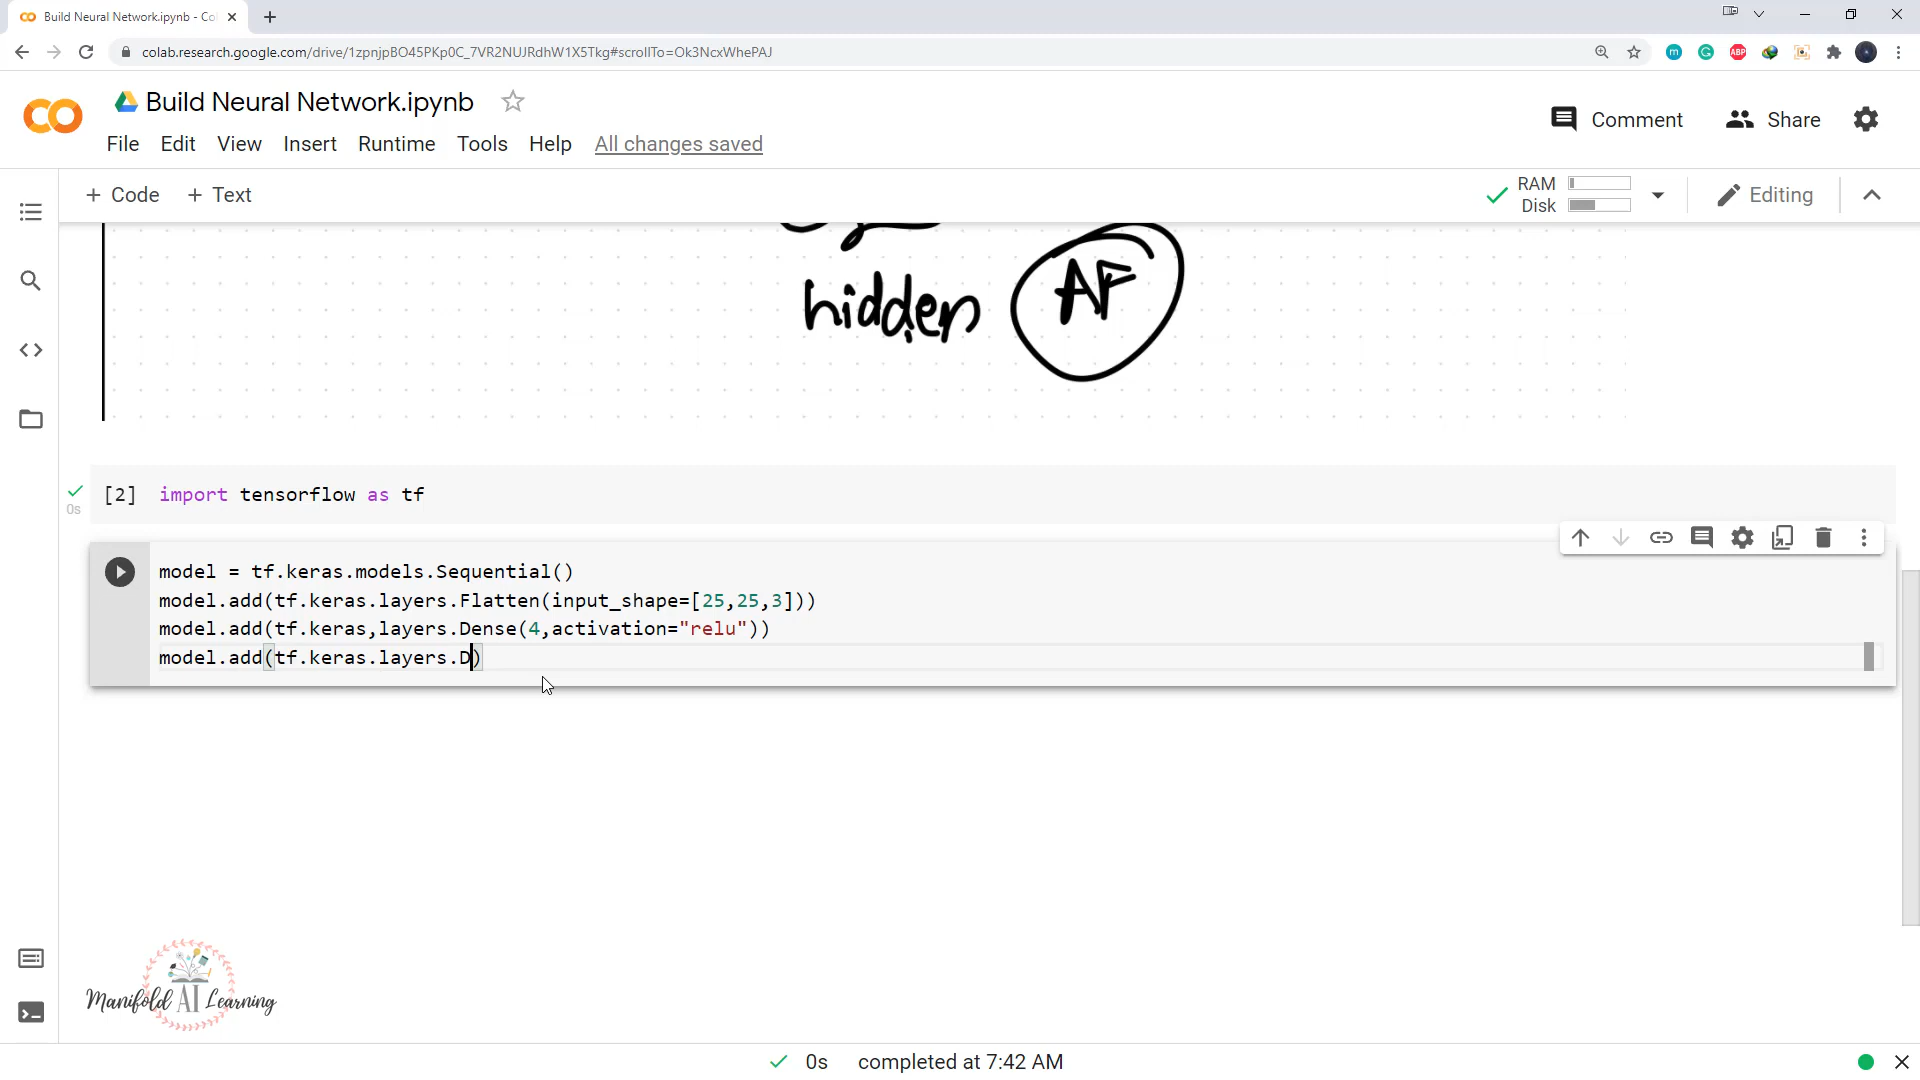 Build Neural Network.ipynb - Co
colab.research.google.com/drive/1zpnjpBO45PKp0C_7VR2NUJRdhW1X5Tkg#scrollTo=Ok3NcxWhePAJ
m
G
ABP
Build Neural Network.ipynb
Comment
Share
File Edit View Insert Runtime Tools Help All changes saved
+ Code + Text
RAM
Disk
Editing
hidden
AF
[2] import tensorflow as tf
0s
model = tf.keras.models.Sequential()
model.add(tf.keras.layers.Flatten(input_shape=[25,25,3]))
model.add(tf.keras,layers.Dense(4,activation="relu"))
model.add(tf.keras.layers.D)
Manifold AI Learning
0s completed at 7:42 AM